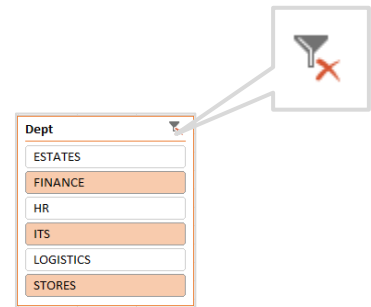 Dept
ESTATES
FINANCE
HR
ITS
LOGISTICS
STORES